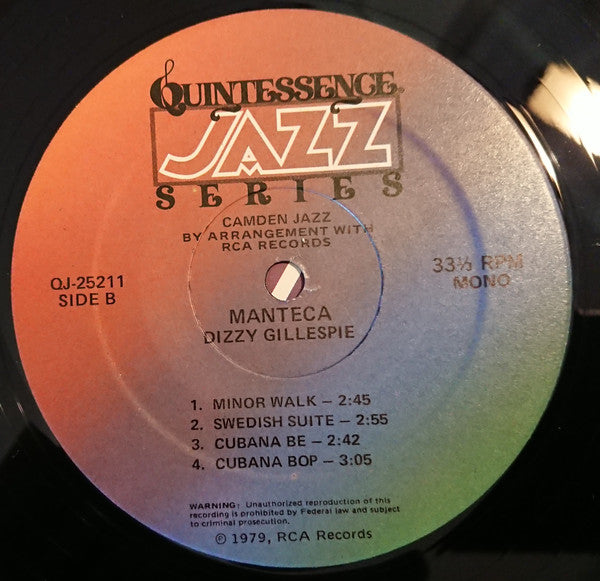 QUINTESSENCE
JAZZ
SERIES
CAMDEN JAZZ
BY ARRANGEMENT WITH
RCA RECORDS
QJ-25211
SIDE B
33⅓ RPM
MONO
MANTECA
DIZZY GILLESPIE
1. MINOR WALK – 2:45
2. SWEDISH SUITE – 2:55
3. CUBANA BE – 2:42
4. CUBANA BOP – 3:05
WARNING: Unauthorized reproduction of this
recording is prohibited by Federal law and subject
to criminal prosecution.
℗ 1979, RCA Records